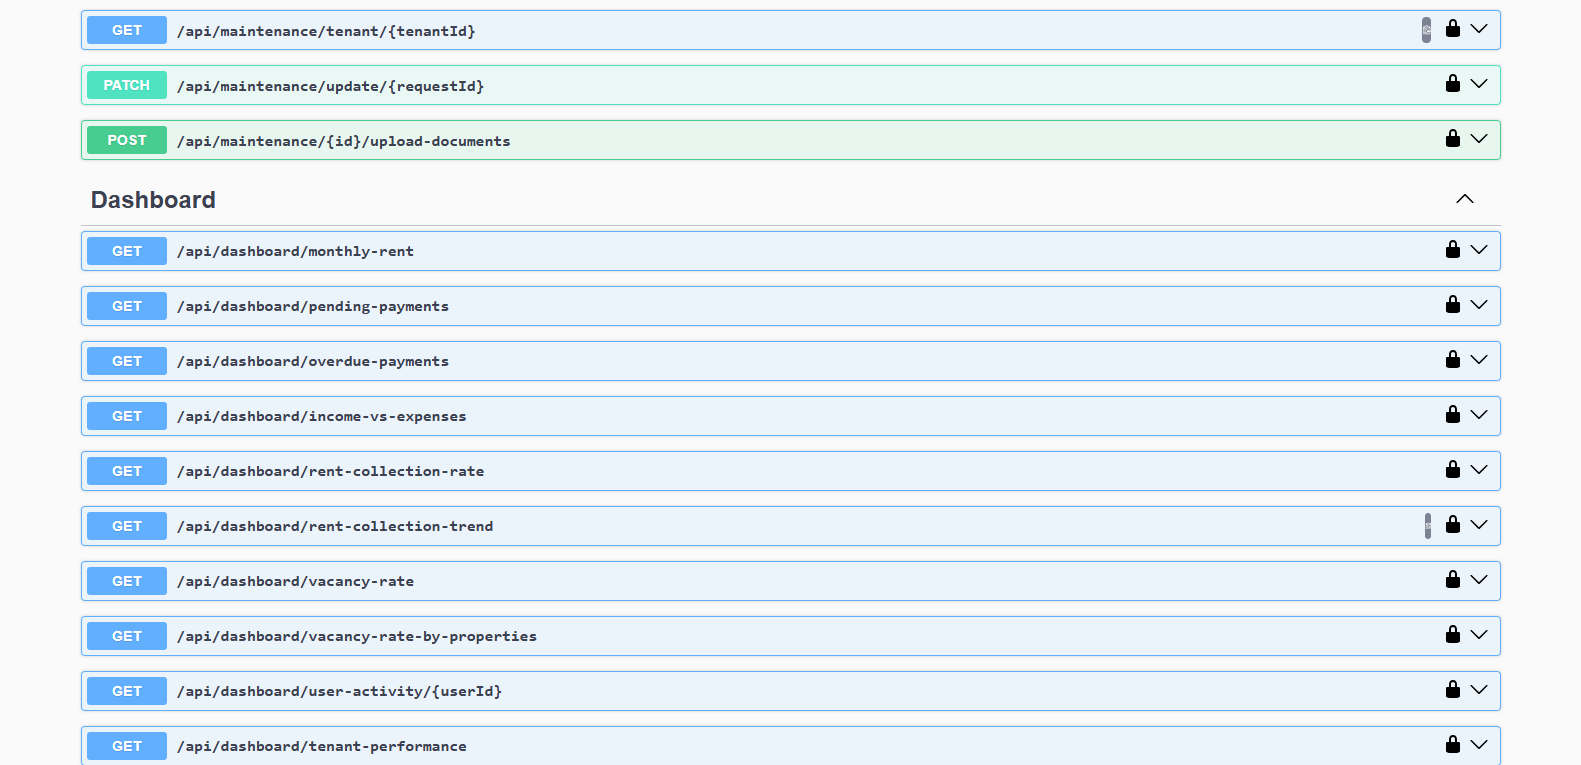 GET /api/maintenance/tenant/{tenantId}
PATCH /api/maintenance/update/{requestId}
POST /api/maintenance/{id}/upload-documents
Dashboard
GET /api/dashboard/monthly-rent
GET /api/dashboard/pending-payments
GET /api/dashboard/overdue-payments
GET /api/dashboard/income-vs-expenses
GET /api/dashboard/rent-collection-rate
GET /api/dashboard/rent-collection-trend
GET /api/dashboard/vacancy-rate
GET /api/dashboard/vacancy-rate-by-properties
GET /api/dashboard/user-activity/{userId}
GET /api/dashboard/tenant-performance